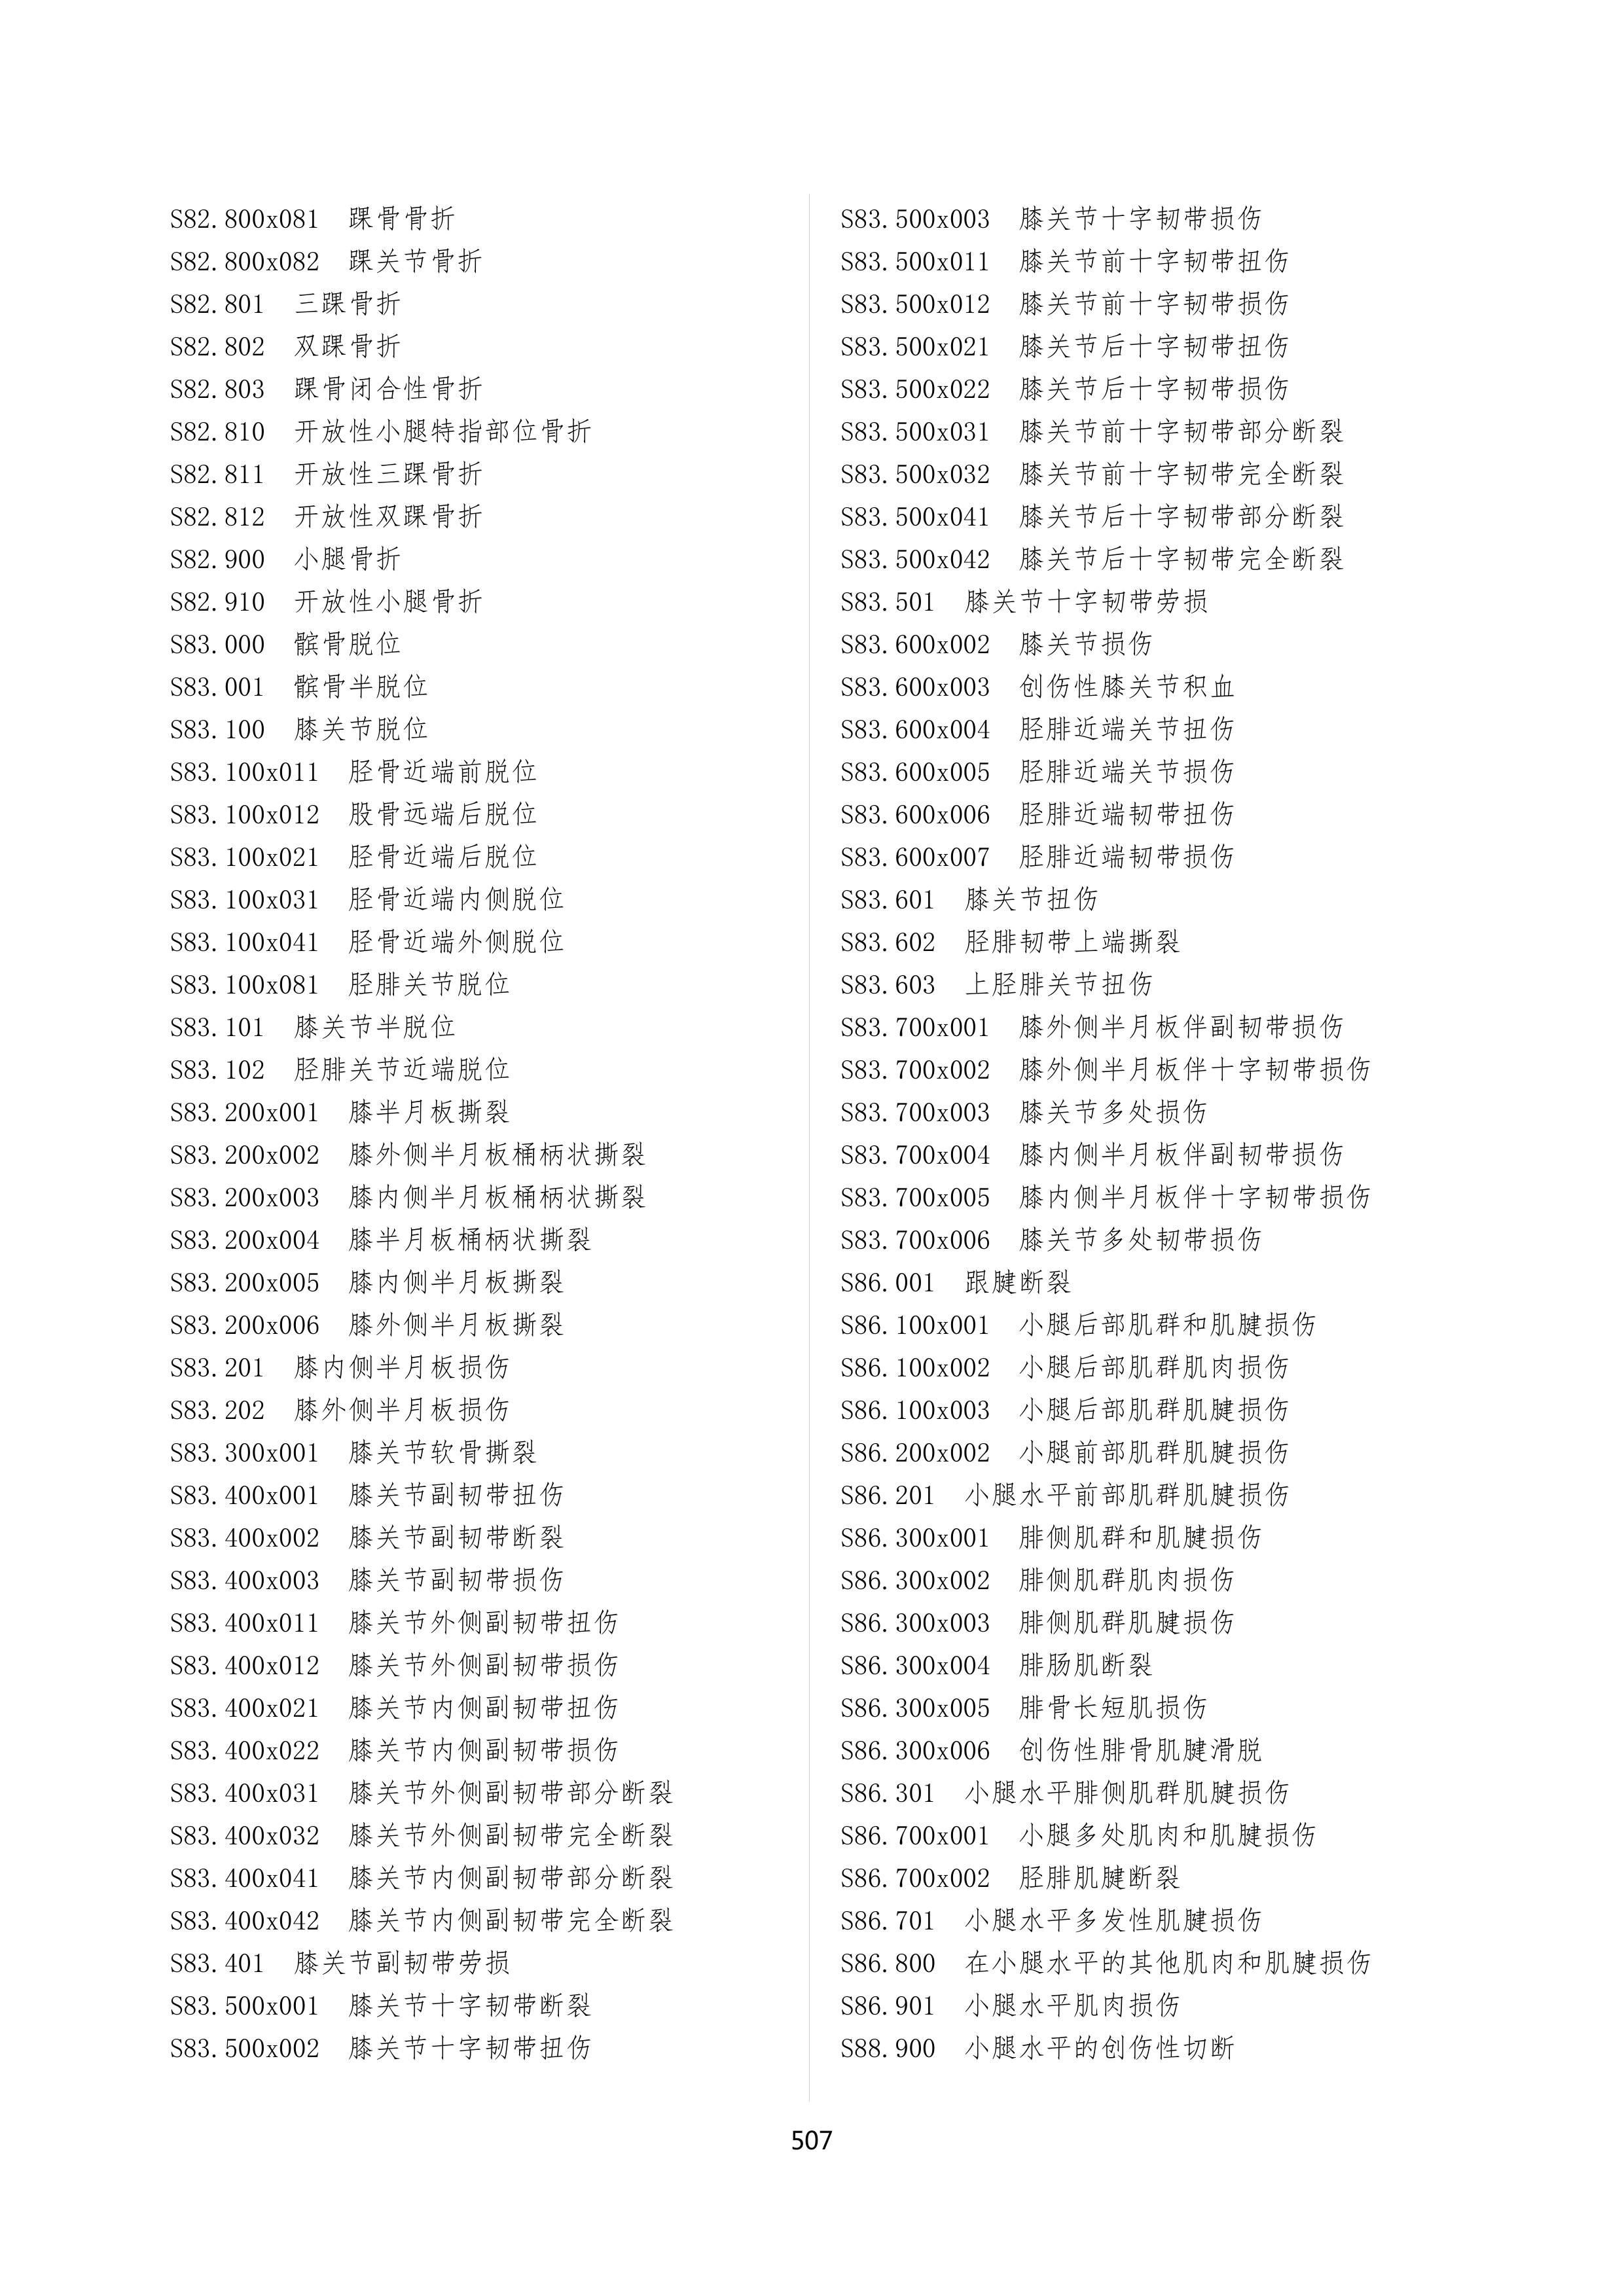 S82.800x081 踝骨骨折
S82.800x082 踝关节骨折
S82.801 三踝骨折
S82.802 双踝骨折
S82.803 踝骨闭合性骨折
S82.810 开放性小腿特指部位骨折
S82.811 开放性三踝骨折
S82.812 开放性双踝骨折
S82.900 小腿骨折
S82.910 开放性小腿骨折
S83.000 髌骨脱位
S83.001 髌骨半脱位
S83.100 膝关节脱位
S83.100x011 胫骨近端前脱位
S83.100x012 股骨远端后脱位
S83.100x021 胫骨近端后脱位
S83.100x031 胫骨近端内侧脱位
S83.100x041 胫骨近端外侧脱位
S83.100x081 胫腓关节脱位
S83.101 膝关节半脱位
S83.102 胫腓关节近端脱位
S83.200x001 膝半月板撕裂
S83.200x002 膝外侧半月板桶柄状撕裂
S83.200x003 膝内侧半月板桶柄状撕裂
S83.200x004 膝半月板桶柄状撕裂
S83.200x005 膝内侧半月板撕裂
S83.200x006 膝外侧半月板撕裂
S83.201 膝内侧半月板损伤
S83.202 膝外侧半月板损伤
S83.300x001 膝关节软骨撕裂
S83.400x001 膝关节副韧带扭伤
S83.400x002 膝关节副韧带断裂
S83.400x003 膝关节副韧带损伤
S83.400x011 膝关节外侧副韧带扭伤
S83.400x012 膝关节外侧副韧带损伤
S83.400x021 膝关节内侧副韧带扭伤
S83.400x022 膝关节内侧副韧带损伤
S83.400x031 膝关节外侧副韧带部分断裂
S83.400x032 膝关节外侧副韧带完全断裂
S83.400x041 膝关节内侧副韧带部分断裂
S83.400x042 膝关节内侧副韧带完全断裂
S83.401 膝关节副韧带劳损
S83.500x001 膝关节十字韧带断裂
S83.500x002 膝关节十字韧带扭伤
S83.500x003 膝关节十字韧带损伤
S83.500x011 膝关节前十字韧带扭伤
S83.500x012 膝关节前十字韧带损伤
S83.500x021 膝关节后十字韧带扭伤
S83.500x022 膝关节后十字韧带损伤
S83.500x031 膝关节前十字韧带部分断裂
S83.500x032 膝关节前十字韧带完全断裂
S83.500x041 膝关节后十字韧带部分断裂
S83.500x042 膝关节后十字韧带完全断裂
S83.501 膝关节十字韧带劳损
S83.600x002 膝关节损伤
S83.600x003 创伤性膝关节积血
S83.600x004 胫腓近端关节扭伤
S83.600x005 胫腓近端关节损伤
S83.600x006 胫腓近端韧带扭伤
S83.600x007 胫腓近端韧带损伤
S83.601 膝关节扭伤
S83.602 胫腓韧带上端撕裂
S83.603 上胫腓关节扭伤
S83.700x001 膝外侧半月板伴副韧带损伤
S83.700x002 膝外侧半月板伴十字韧带损伤
S83.700x003 膝关节多处损伤
S83.700x004 膝内侧半月板伴副韧带损伤
S83.700x005 膝内侧半月板伴十字韧带损伤
S83.700x006 膝关节多处韧带损伤
S86.001 跟腱断裂
S86.100x001 小腿后部肌群和肌腱损伤
S86.100x002 小腿后部肌群肌肉损伤
S86.100x003 小腿后部肌群肌腱损伤
S86.200x002 小腿前部肌群肌腱损伤
S86.201 小腿水平前部肌群肌腱损伤
S86.300x001 腓侧肌群和肌腱损伤
S86.300x002 腓侧肌群肌肉损伤
S86.300x003 腓侧肌群肌腱损伤
S86.300x004 腓肠肌断裂
S86.300x005 腓骨长短肌损伤
S86.300x006 创伤性腓骨肌腱滑脱
S86.301 小腿水平腓侧肌群肌腱损伤
S86.700x001 小腿多处肌肉和肌腱损伤
S86.700x002 胫腓肌腱断裂
S86.701 小腿水平多发性肌腱损伤
S86.800 在小腿水平的其他肌肉和肌腱损伤
S86.901 小腿水平肌肉损伤
S88.900 小腿水平的创伤性切断
507